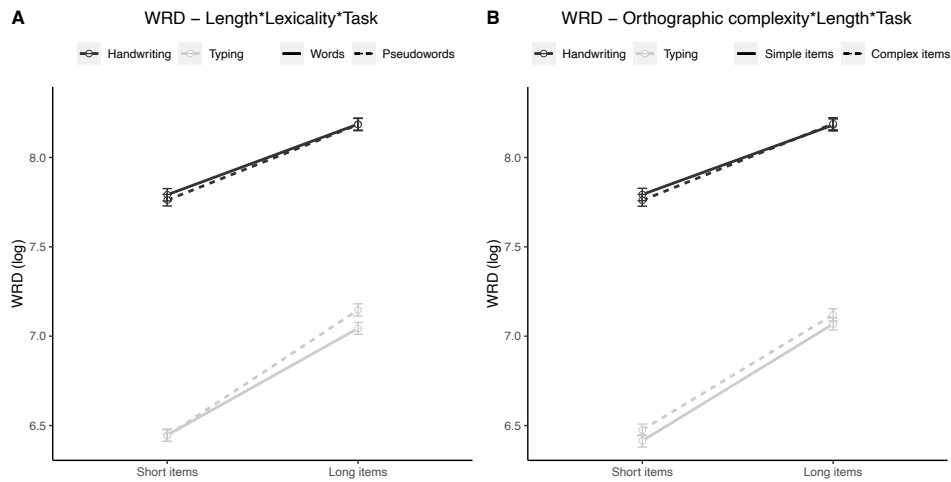 A
WRD – Length*Lexicality*Task
Handwriting Typing Words Pseudowords
WRD (log)
8.0
7.5
7.0
6.5
Short items Long items
B
WRD – Orthographic complexity*Length*Task
Handwriting Typing Simple items Complex items
WRD (log)
8.0
7.5
7.0
6.5
Short items Long items